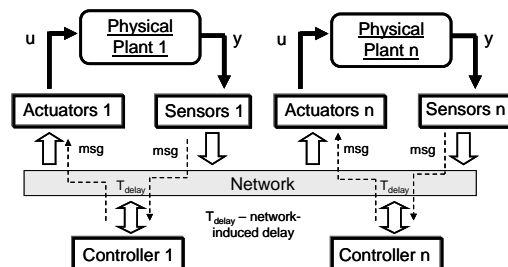 u
Physical
Plant 1
y
u
Physical
Plant n
y
Actuators 1
Sensors 1
Actuators n
Sensors n
msg
msg
msg
msg
Tdelay
Network
Tdelay
Tdelay – network-
induced delay
Controller 1
Controller n